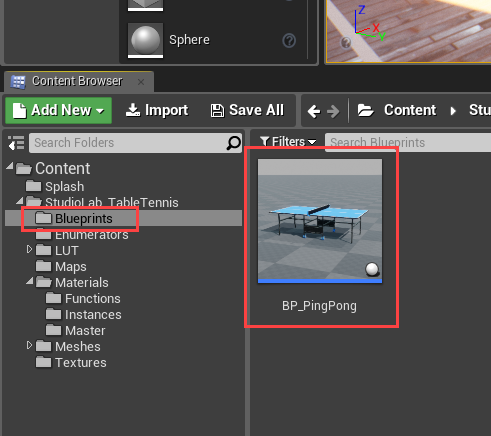 Z
X
Y
Sphere
Content Browser
Add New Import Save All Content Stu
Search Folders
Filters Search Blueprints
Content
Splash
StudioLab_TableTennis
Blueprints
Enumerators
LUT
Maps
Materials
Functions
Instances
Master
Meshes
Textures
BP_PingPong